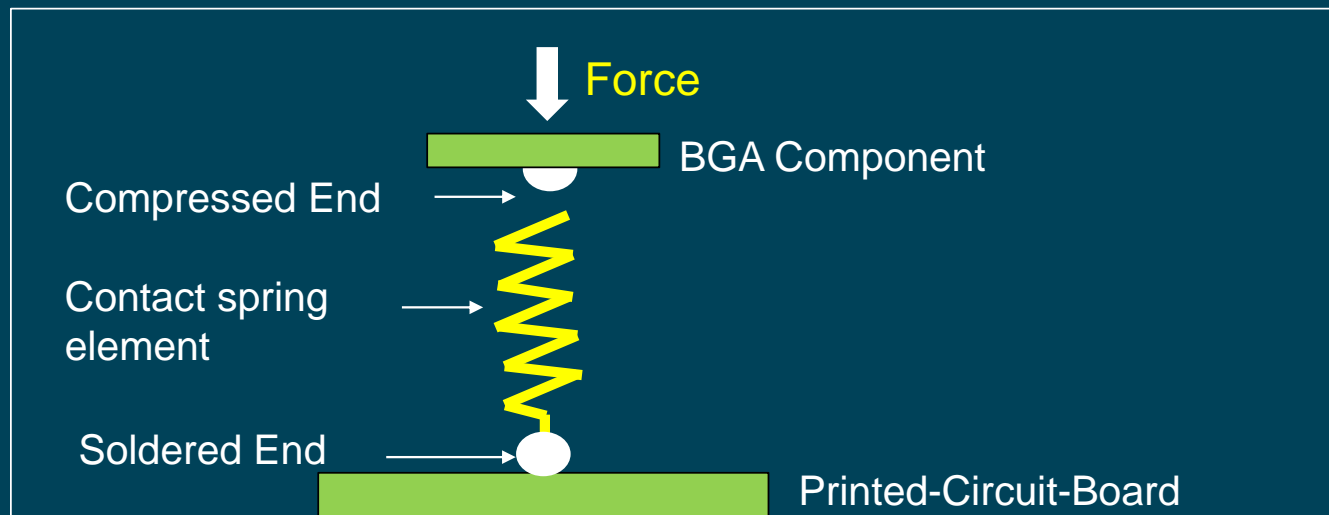 Force
BGA Component
Compressed End
Contact spring
element
Soldered End
Printed-Circuit-Board